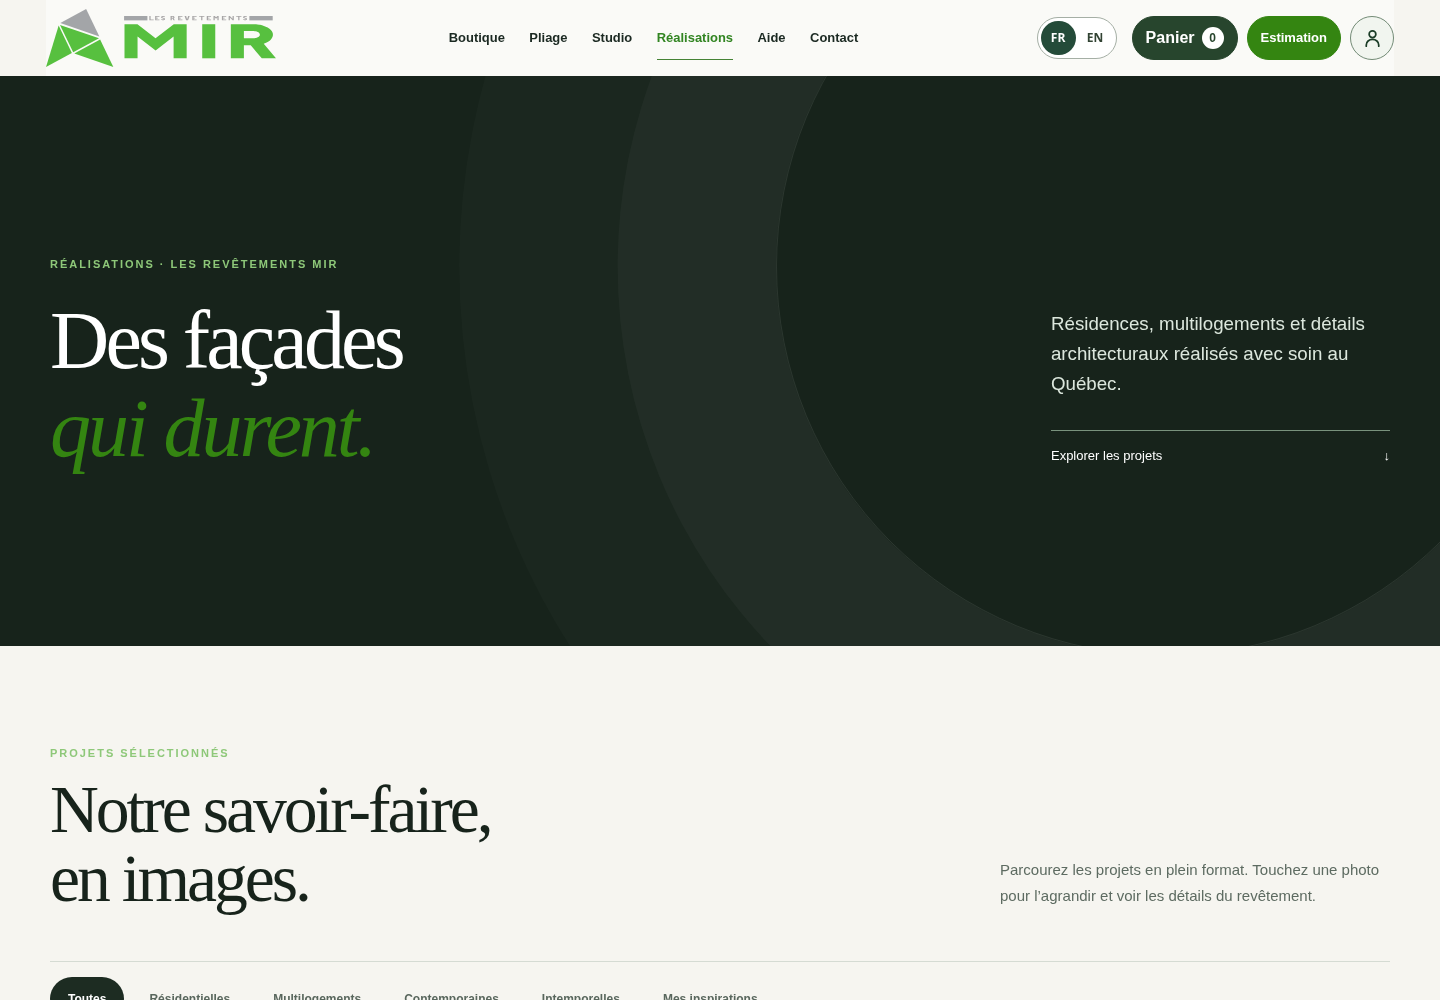 LES REVETEMENTS
MIR
Boutique Pliage Studio Réalisations Aide Contact
FR EN
Panier 0
Estimation
RÉALISATIONS · LES REVÊTEMENTS MIR
Des façades
qui durent.
Résidences, multilogements et détails
architecturaux réalisés avec soin au
Québec.
Explorer les projets ↓
PROJETS SÉLECTIONNÉS
Notre savoir-faire,
en images.
Parcourez les projets en plein format. Touchez une photo
pour l’agrandir et voir les détails du revêtement.
Toutes Résidentielles Multilogements Contemporaines Intemporelles Mes inspirations